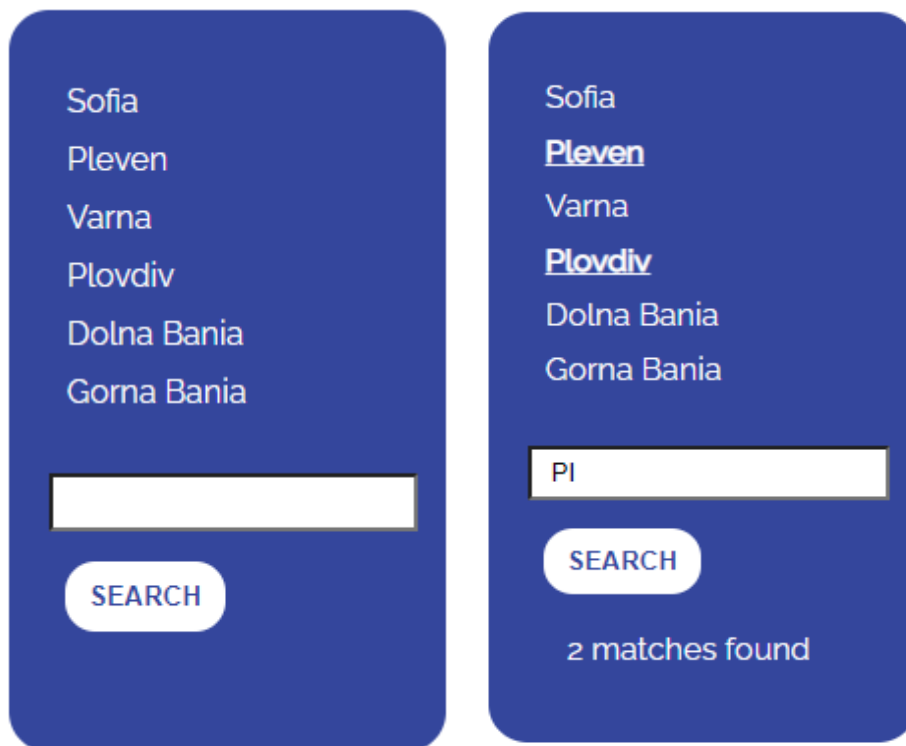 Sofia
Pleven
Varna
Plovdiv
Dolna Bania
Gorna Bania
SEARCH
Sofia
Pleven
Varna
Plovdiv
Dolna Bania
Gorna Bania
Pl
SEARCH
2 matches found